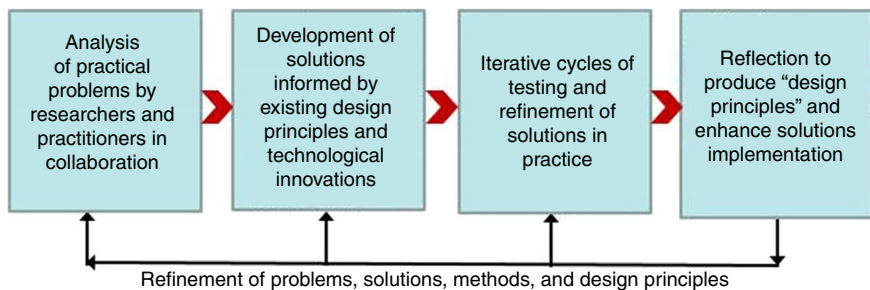 Analysis
of practical
problems by
researchers and
practitioners in
collaboration
Development of
solutions
informed by
existing design
principles and
technological
innovations
Iterative cycles of
testing and
refinement of
solutions in
practice
Reflection to
produce “design
principles” and
enhance solutions
implementation
Refinement of problems, solutions, methods, and design principles